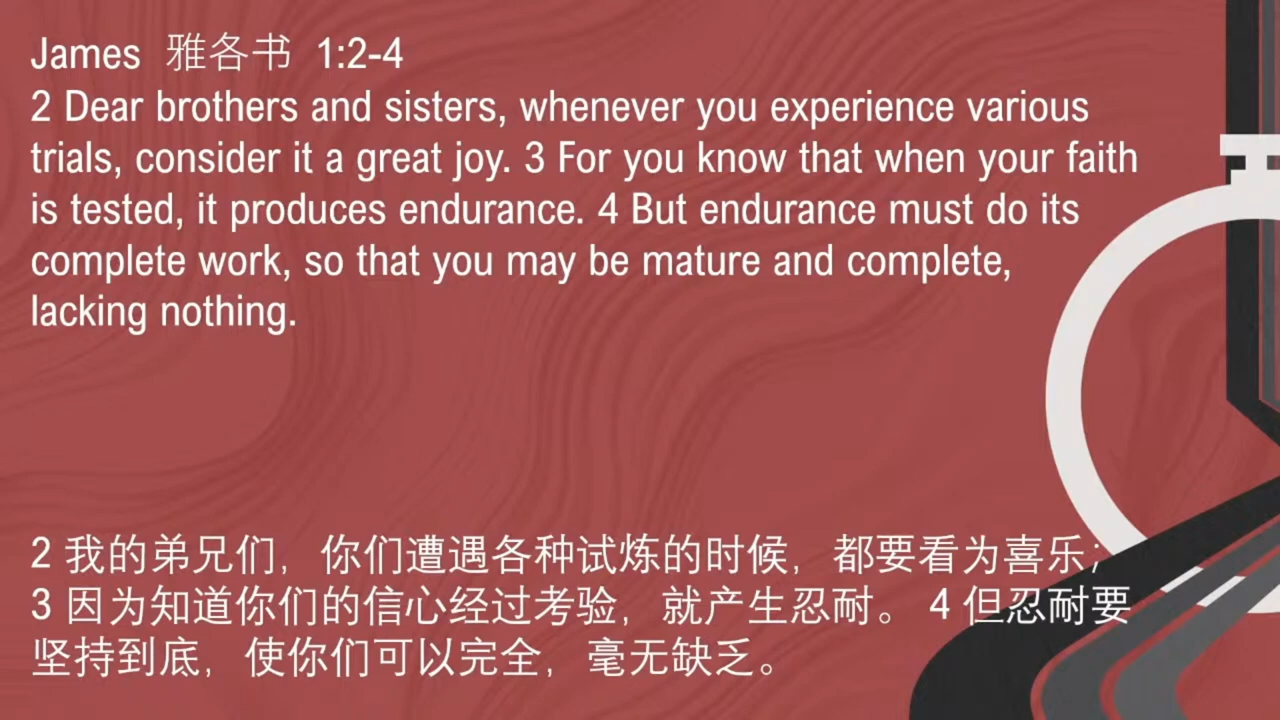 James 雅各书 1:2-4
2 Dear brothers and sisters, whenever you experience various
trials, consider it a great joy. 3 For you know that when your faith
is tested, it produces endurance. 4 But endurance must do its
complete work, so that you may be mature and complete,
lacking nothing.
2 我的弟兄们，你们遭遇各种试炼的时候，都要看为喜乐；
3 因为知道你们的信心经过考验，就产生忍耐。 4 但忍耐要
坚持到底，使你们可以完全，毫无缺乏。